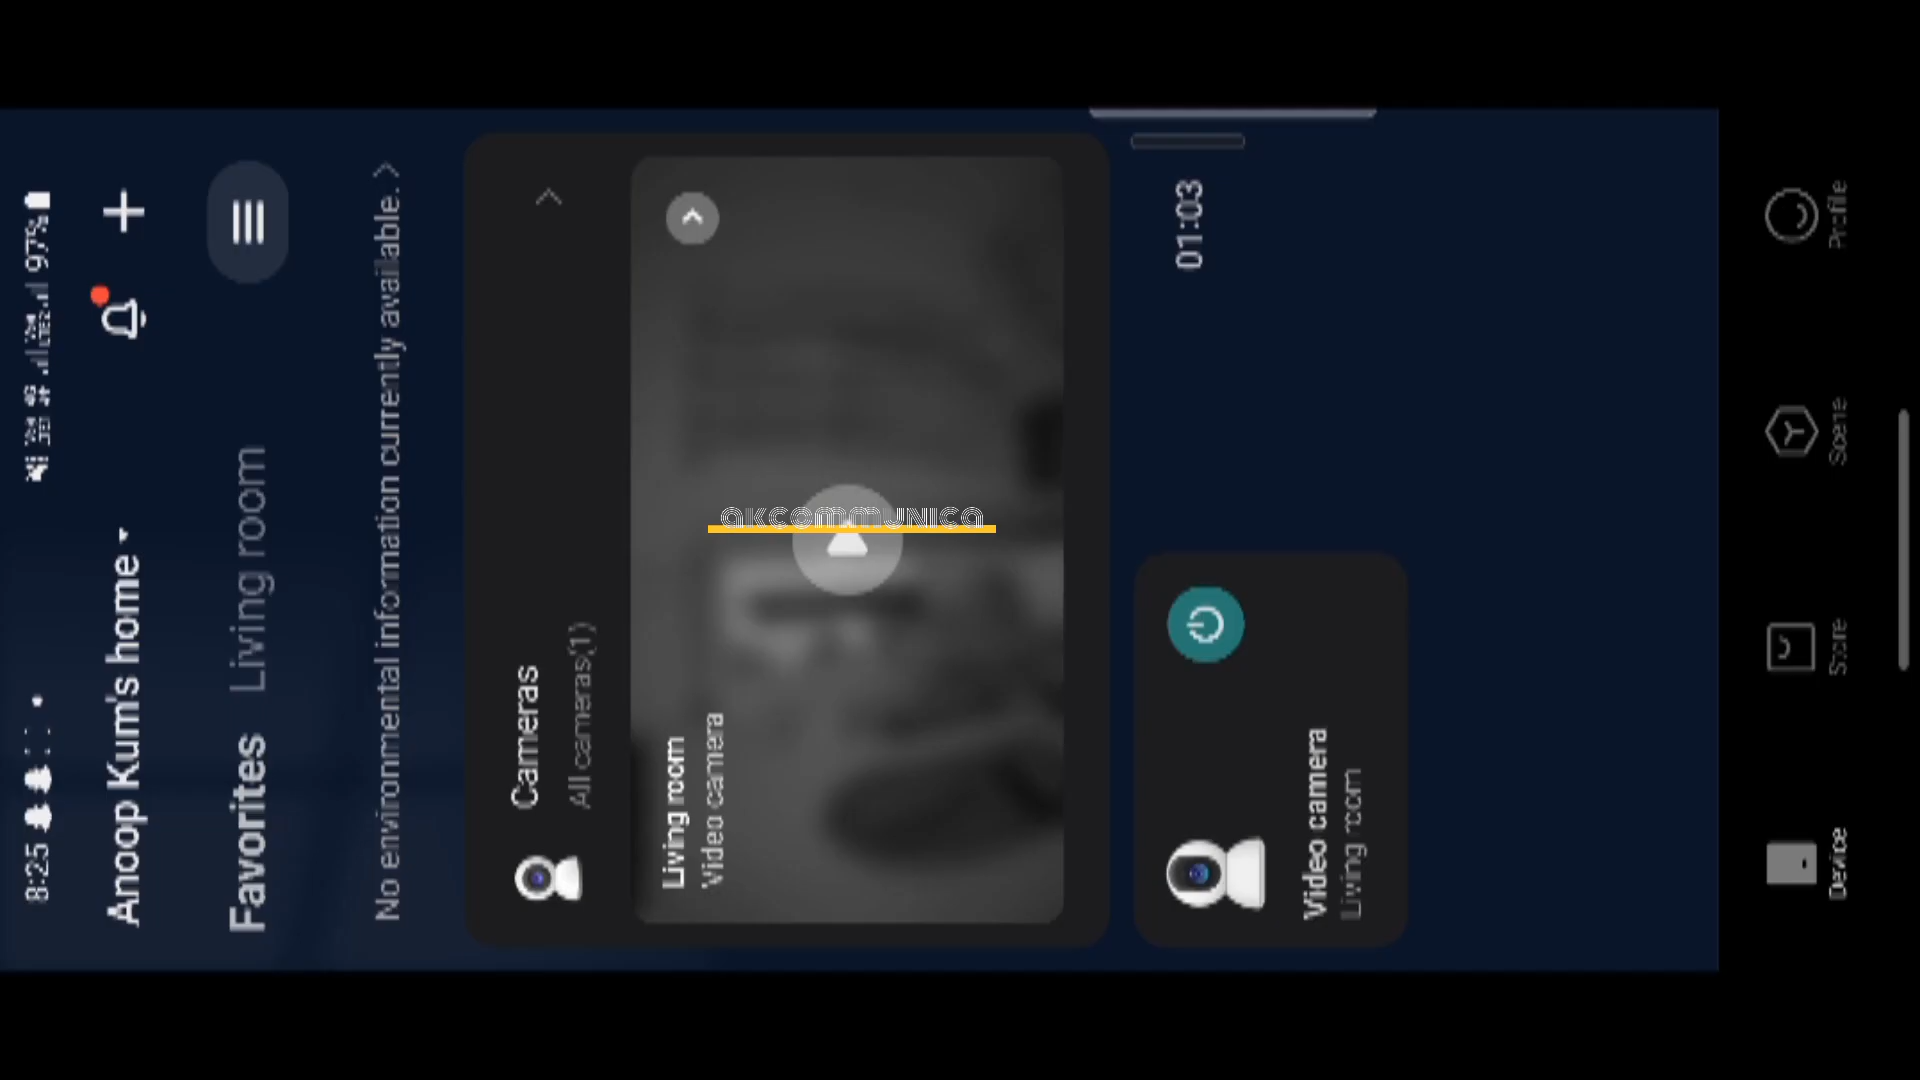 8:25
97%
Anoop Kum's home
Favorites Living room
No environmental information currently available.
Cameras
All cameras(1)
Living room
Video camera
akcommunica
01:03
Video camera
Living room
Device Store Scene Profile